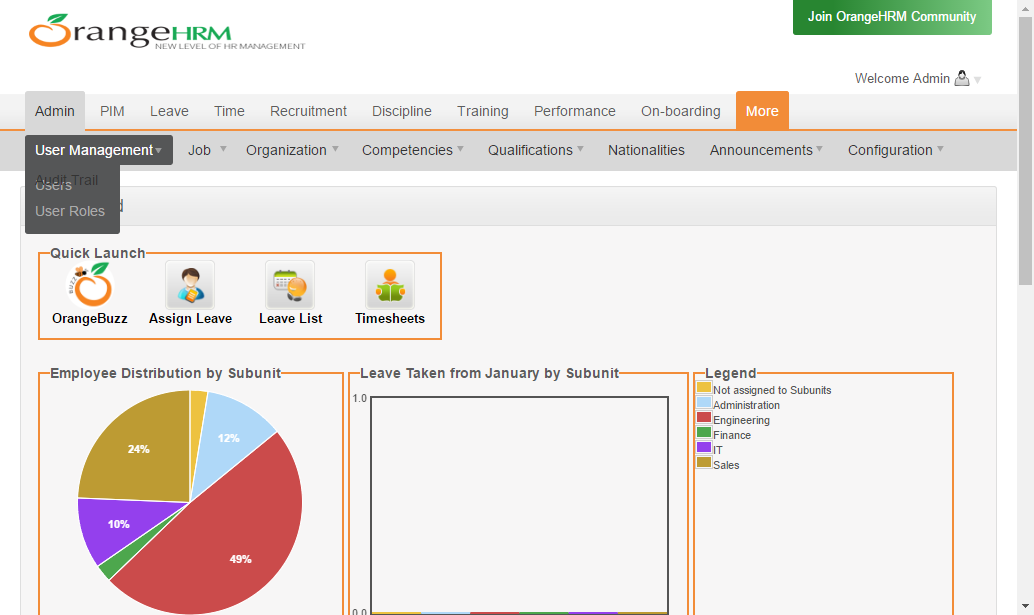 OrangeHRM
NEW LEVEL OF HR MANAGEMENT
Join OrangeHRM Community
Welcome Admin
Admin PIM Leave Time Recruitment Discipline Training Performance On-boarding More
User Management Job Organization Competencies Qualifications Nationalities Announcements Configuration
Audit Trail
Users
User Roles d
Quick Launch
BUZZ
OrangeBuzz Assign Leave Leave List Timesheets
Employee Distribution by Subunit Leave Taken from January by Subunit Legend
24% 12% 10% 49%
1.0
0.0
Not assigned to Subunits
Administration
Engineering
Finance
IT
Sales